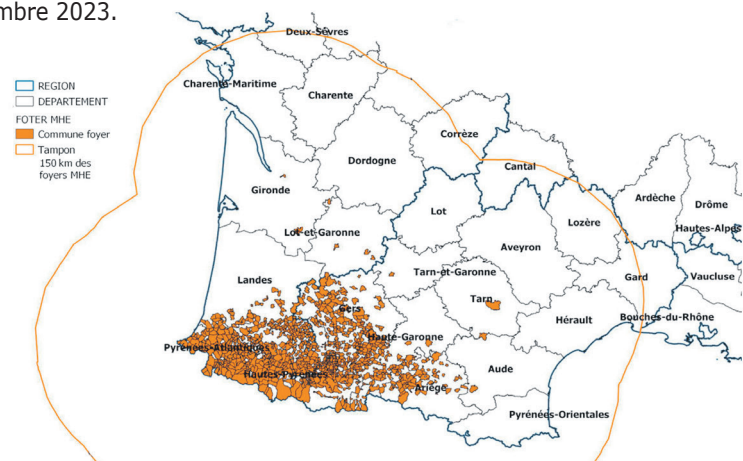 mbre 2023.
REGION
DEPARTEMENT
FOTER MHE
Commune foyer
Tampon
150 km des
foyers MHE
Deux-Sèvres
Charente-Maritime
Charente
Corrèze
Cantal
Dordogne
Gironde
Lot
Lozère
Ardèche
Drôme
Hautes-Alpes
Lot-et-Garonne
Aveyron
Tarn-et-Garonne
Gard
Vaucluse
Landes
Tarn
Gers
Hérault
Bouches-du-Rhône
Haute-Garonne
Pyrénées-Atlantiques
Hautes-Pyrénées
Aude
Ariège
Pyrénées-Orientales